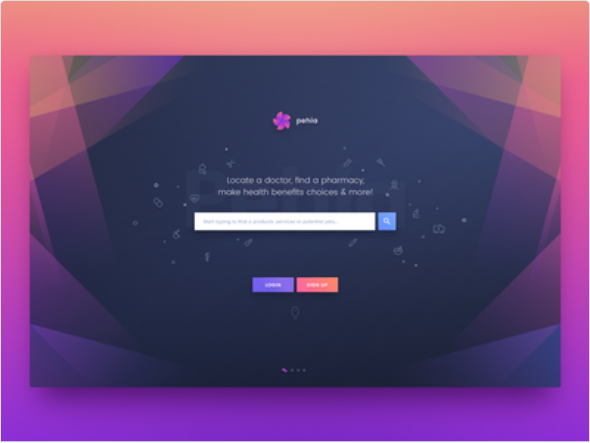 pehia
Locate a doctor, find a pharmacy,
make health benefits choices & more!
Start typing to find a products, services or potential jobs...
LOGIN
SIGN UP